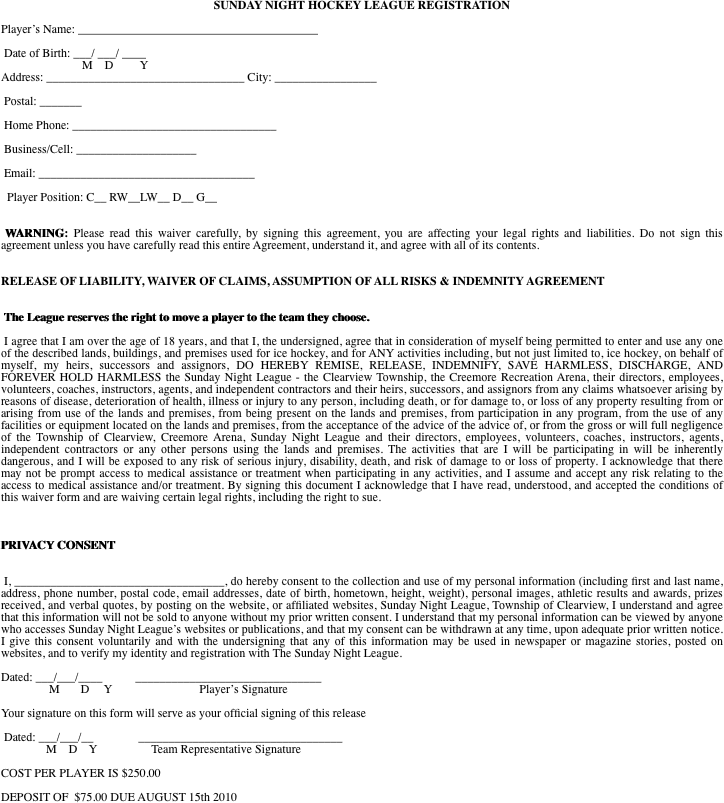 SUNDAY NIGHT HOCKEY LEAGUE REGISTRATION
Player's Name: ________________________________________
Date of Birth: ___/ ___/ ____
M D Y
Address: _________________________________ City: _________________
Postal: _______
Home Phone: __________________________________
Business/Cell: ____________________
Email: ____________________________________
Player Position: C__ RW__LW__ D__ G__
WARNING: Please read this waiver carefully, by signing this agreement, you are affecting your legal rights and liabilities. Do not sign this
agreement unless you have carefully read this entire Agreement, understand it, and agree with all of its contents.
RELEASE OF LIABILITY, WAIVER OF CLAIMS, ASSUMPTION OF ALL RISKS & INDEMNITY AGREEMENT
The League reserves the right to move a player to the team they choose.
I agree that I am over the age of 18 years, and that I, the undersigned, agree that in consideration of myself being permitted to enter and use any one
of the described lands, buildings, and premises used for ice hockey, and for ANY activities including, but not just limited to, ice hockey, on behalf of
myself, my heirs, successors and assignors, DO HEREBY REMISE, RELEASE, INDEMNIFY, SAVE HARMLESS, DISCHARGE, AND
FOREVER HOLD HARMLESS the Sunday Night League - the Clearview Township, the Creemore Recreation Arena, their directors, employees,
volunteers, coaches, instructors, agents, and independent contractors and their heirs, successors, and assignors from any claims whatsoever arising by
reasons of disease, deterioration of health, illness or injury to any person, including death, or for damage to, or loss of any property resulting from or
arising from use of the lands and premises, from being present on the lands and premises, from participation in any program, from the use of any
facilities or equipment located on the lands and premises, from the acceptance of the advice of the advice of, or from the gross or will full negligence
of the Township of Clearview, Creemore Arena, Sunday Night League and their directors, employees, volunteers, coaches, instructors, agents,
independent contractors or any other persons using the lands and premises. The activities that are I will be participating in will be inherently
dangerous, and I will be exposed to any risk of serious injury, disability, death, and risk of damage to or loss of property. I acknowledge that there
may not be prompt access to medical assistance or treatment when participating in any activities, and I assume and accept any risk relating to the
access to medical assistance and/or treatment. By signing this document I acknowledge that I have read, understood, and accepted the conditions of
this waiver form and are waiving certain legal rights, including the right to sue.
PRIVACY CONSENT
I, ___________________________________, do hereby consent to the collection and use of my personal information (including first and last name,
address, phone number, postal code, email addresses, date of birth, hometown, height, weight), personal images, athletic results and awards, prizes
received, and verbal quotes, by posting on the website, or affiliated websites, Sunday Night League, Township of Clearview, I understand and agree
that this information will not be sold to anyone without my prior written consent. I understand that my personal information can be viewed by anyone
who accesses Sunday Night League's websites or publications, and that my consent can be withdrawn at any time, upon adequate prior written notice.
I give this consent voluntarily and with the undersigning that any of this information may be used in newspaper or magazine stories, posted on
websites, and to verify my identity and registration with The Sunday Night League.
Dated: ___/___/____ _______________________________
M D Y Player's Signature
Your signature on this form will serve as your official signing of this release
Dated: ___/___/__ __________________________________
M D Y Team Representative Signature
COST PER PLAYER IS $250.00
DEPOSIT OF $75.00 DUE AUGUST 15th 2010